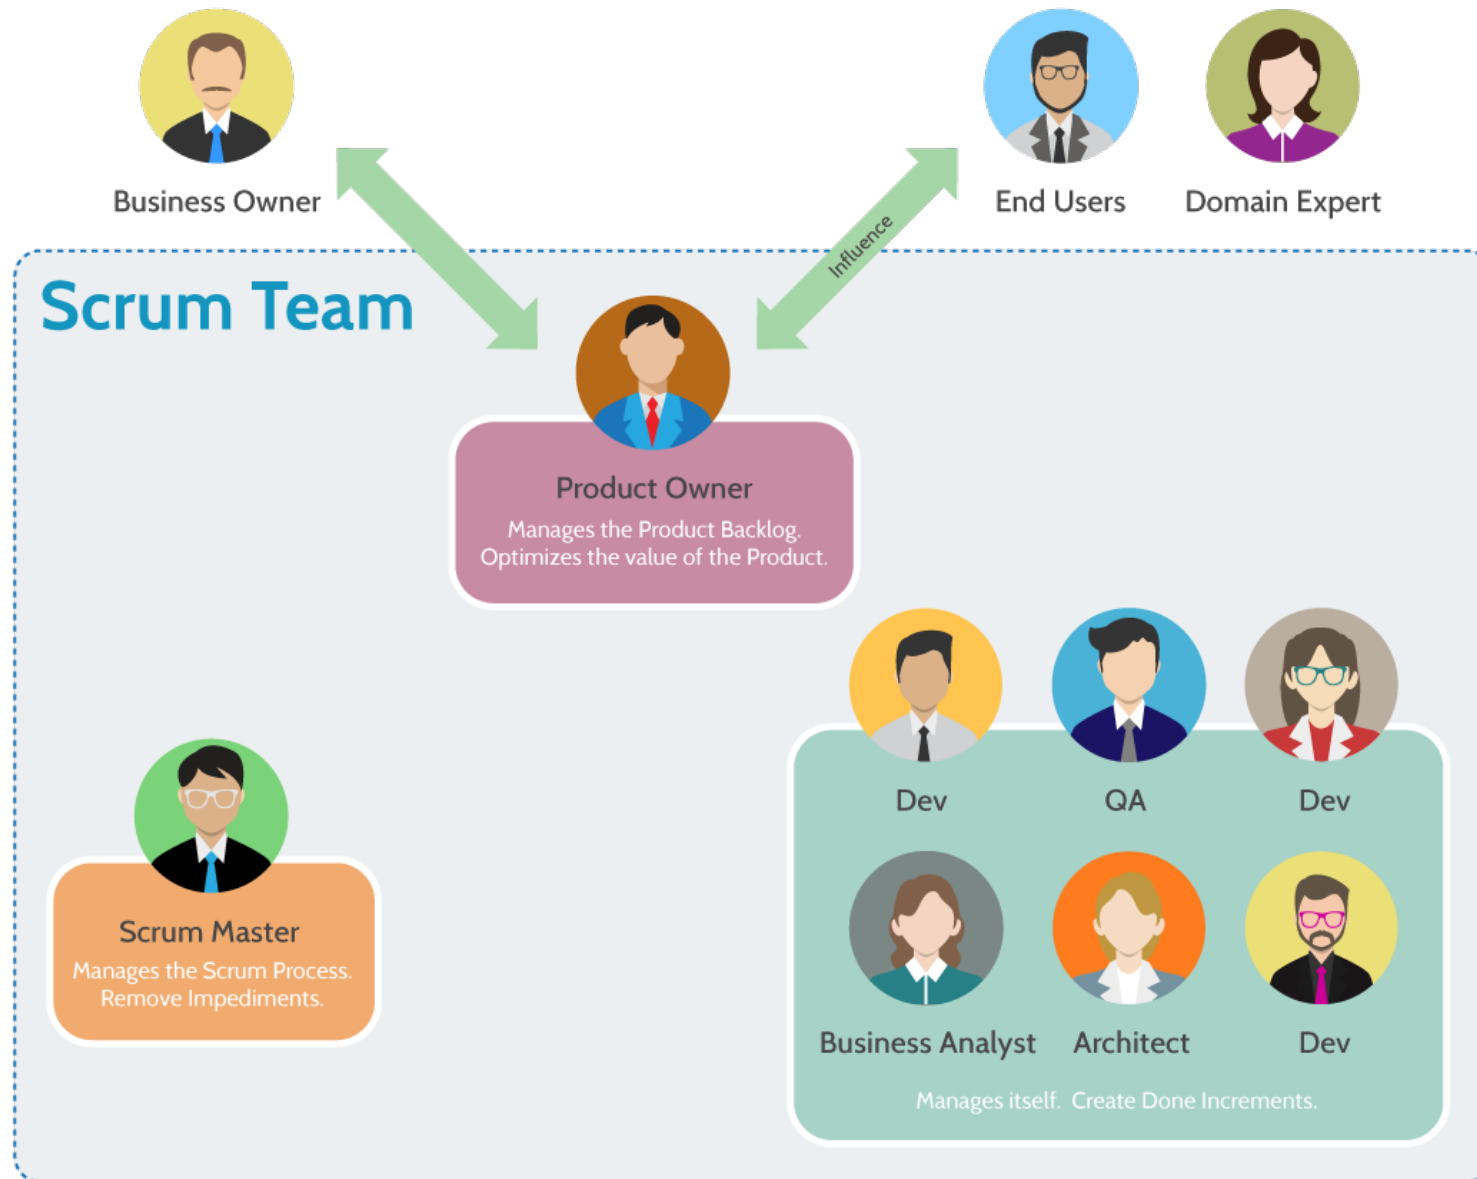 Business Owner
End Users
Domain Expert
Influence
Scrum Team
Product Owner
Manages the Product Backlog.
Optimizes the value of the Product.
Dev
QA
Dev
Scrum Master
Manages the Scrum Process.
Remove Impediments.
Business Analyst
Architect
Dev
Manages itself. Create Done Increments.